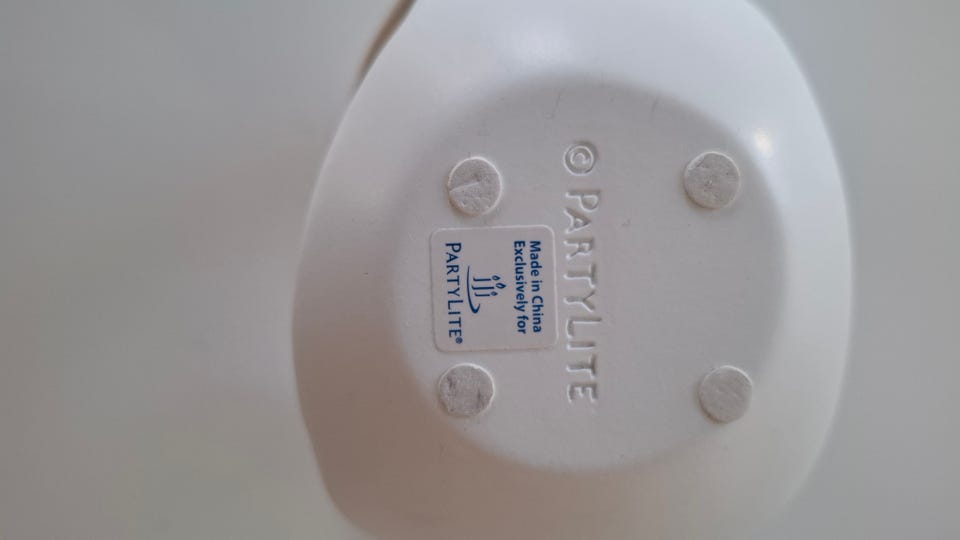 © PARTYLITE
Made in China
Exclusively for
PARTYLITE®